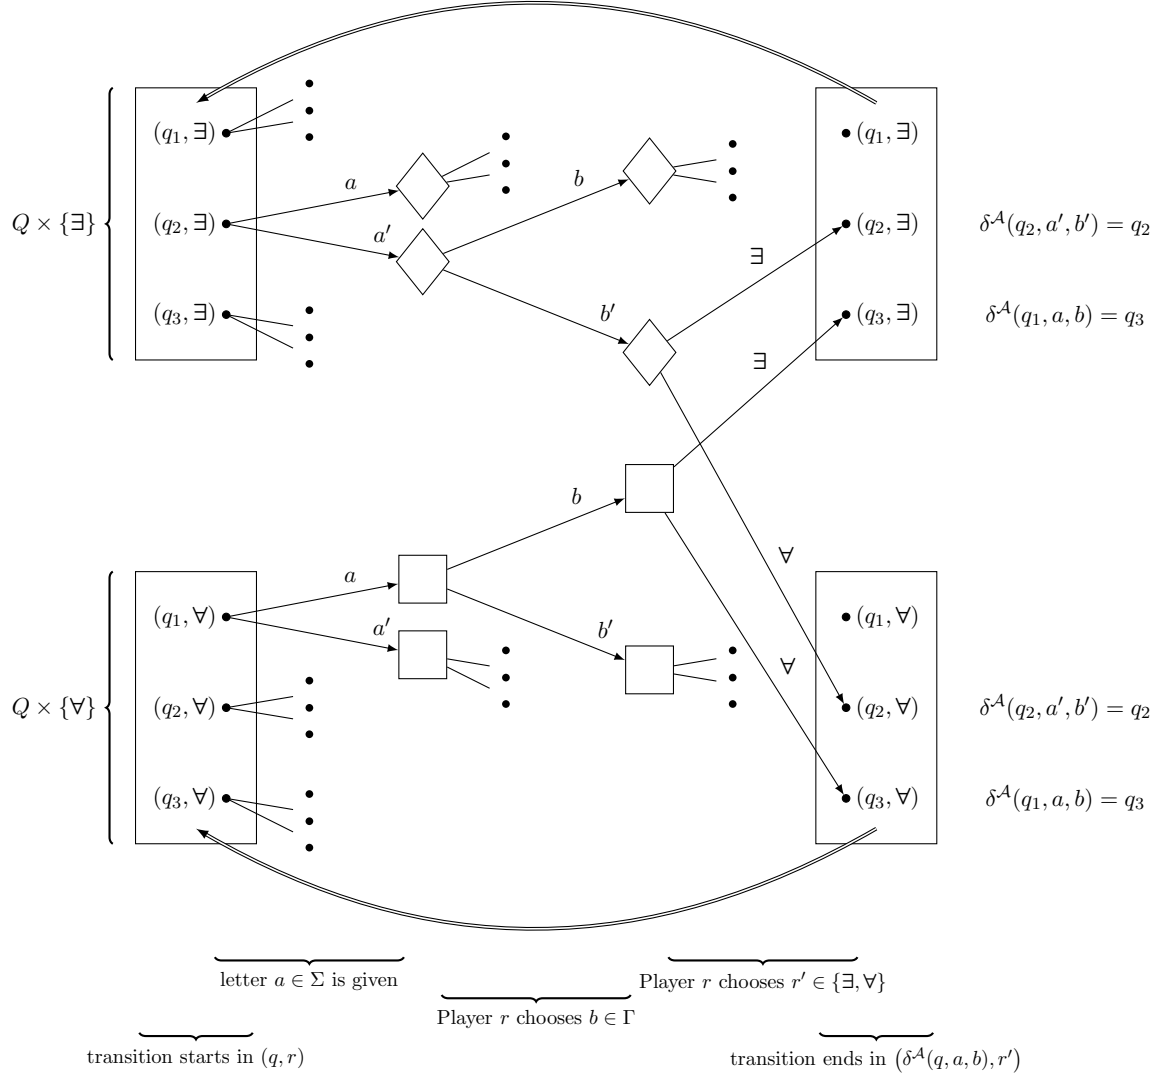 (q₁, ∃)
(q₂, ∃)
(q₃, ∃)
Q × {∃}
a
a′
b
b′
∃
∃
(q₁, ∃)
(q₂, ∃)
(q₃, ∃)
δ^𝒜(q₂, a′, b′) = q₂
δ^𝒜(q₁, a, b) = q₃
(q₁, ∀)
(q₂, ∀)
(q₃, ∀)
Q × {∀}
a
a′
b
b′
∀
∀
(q₁, ∀)
(q₂, ∀)
(q₃, ∀)
δ^𝒜(q₂, a′, b′) = q₂
δ^𝒜(q₁, a, b) = q₃
letter a ∈ Σ is given
Player r chooses r′ ∈ {∃, ∀}
Player r chooses b ∈ Γ
transition starts in (q, r)
transition ends in (δ^𝒜(q, a, b), r′)